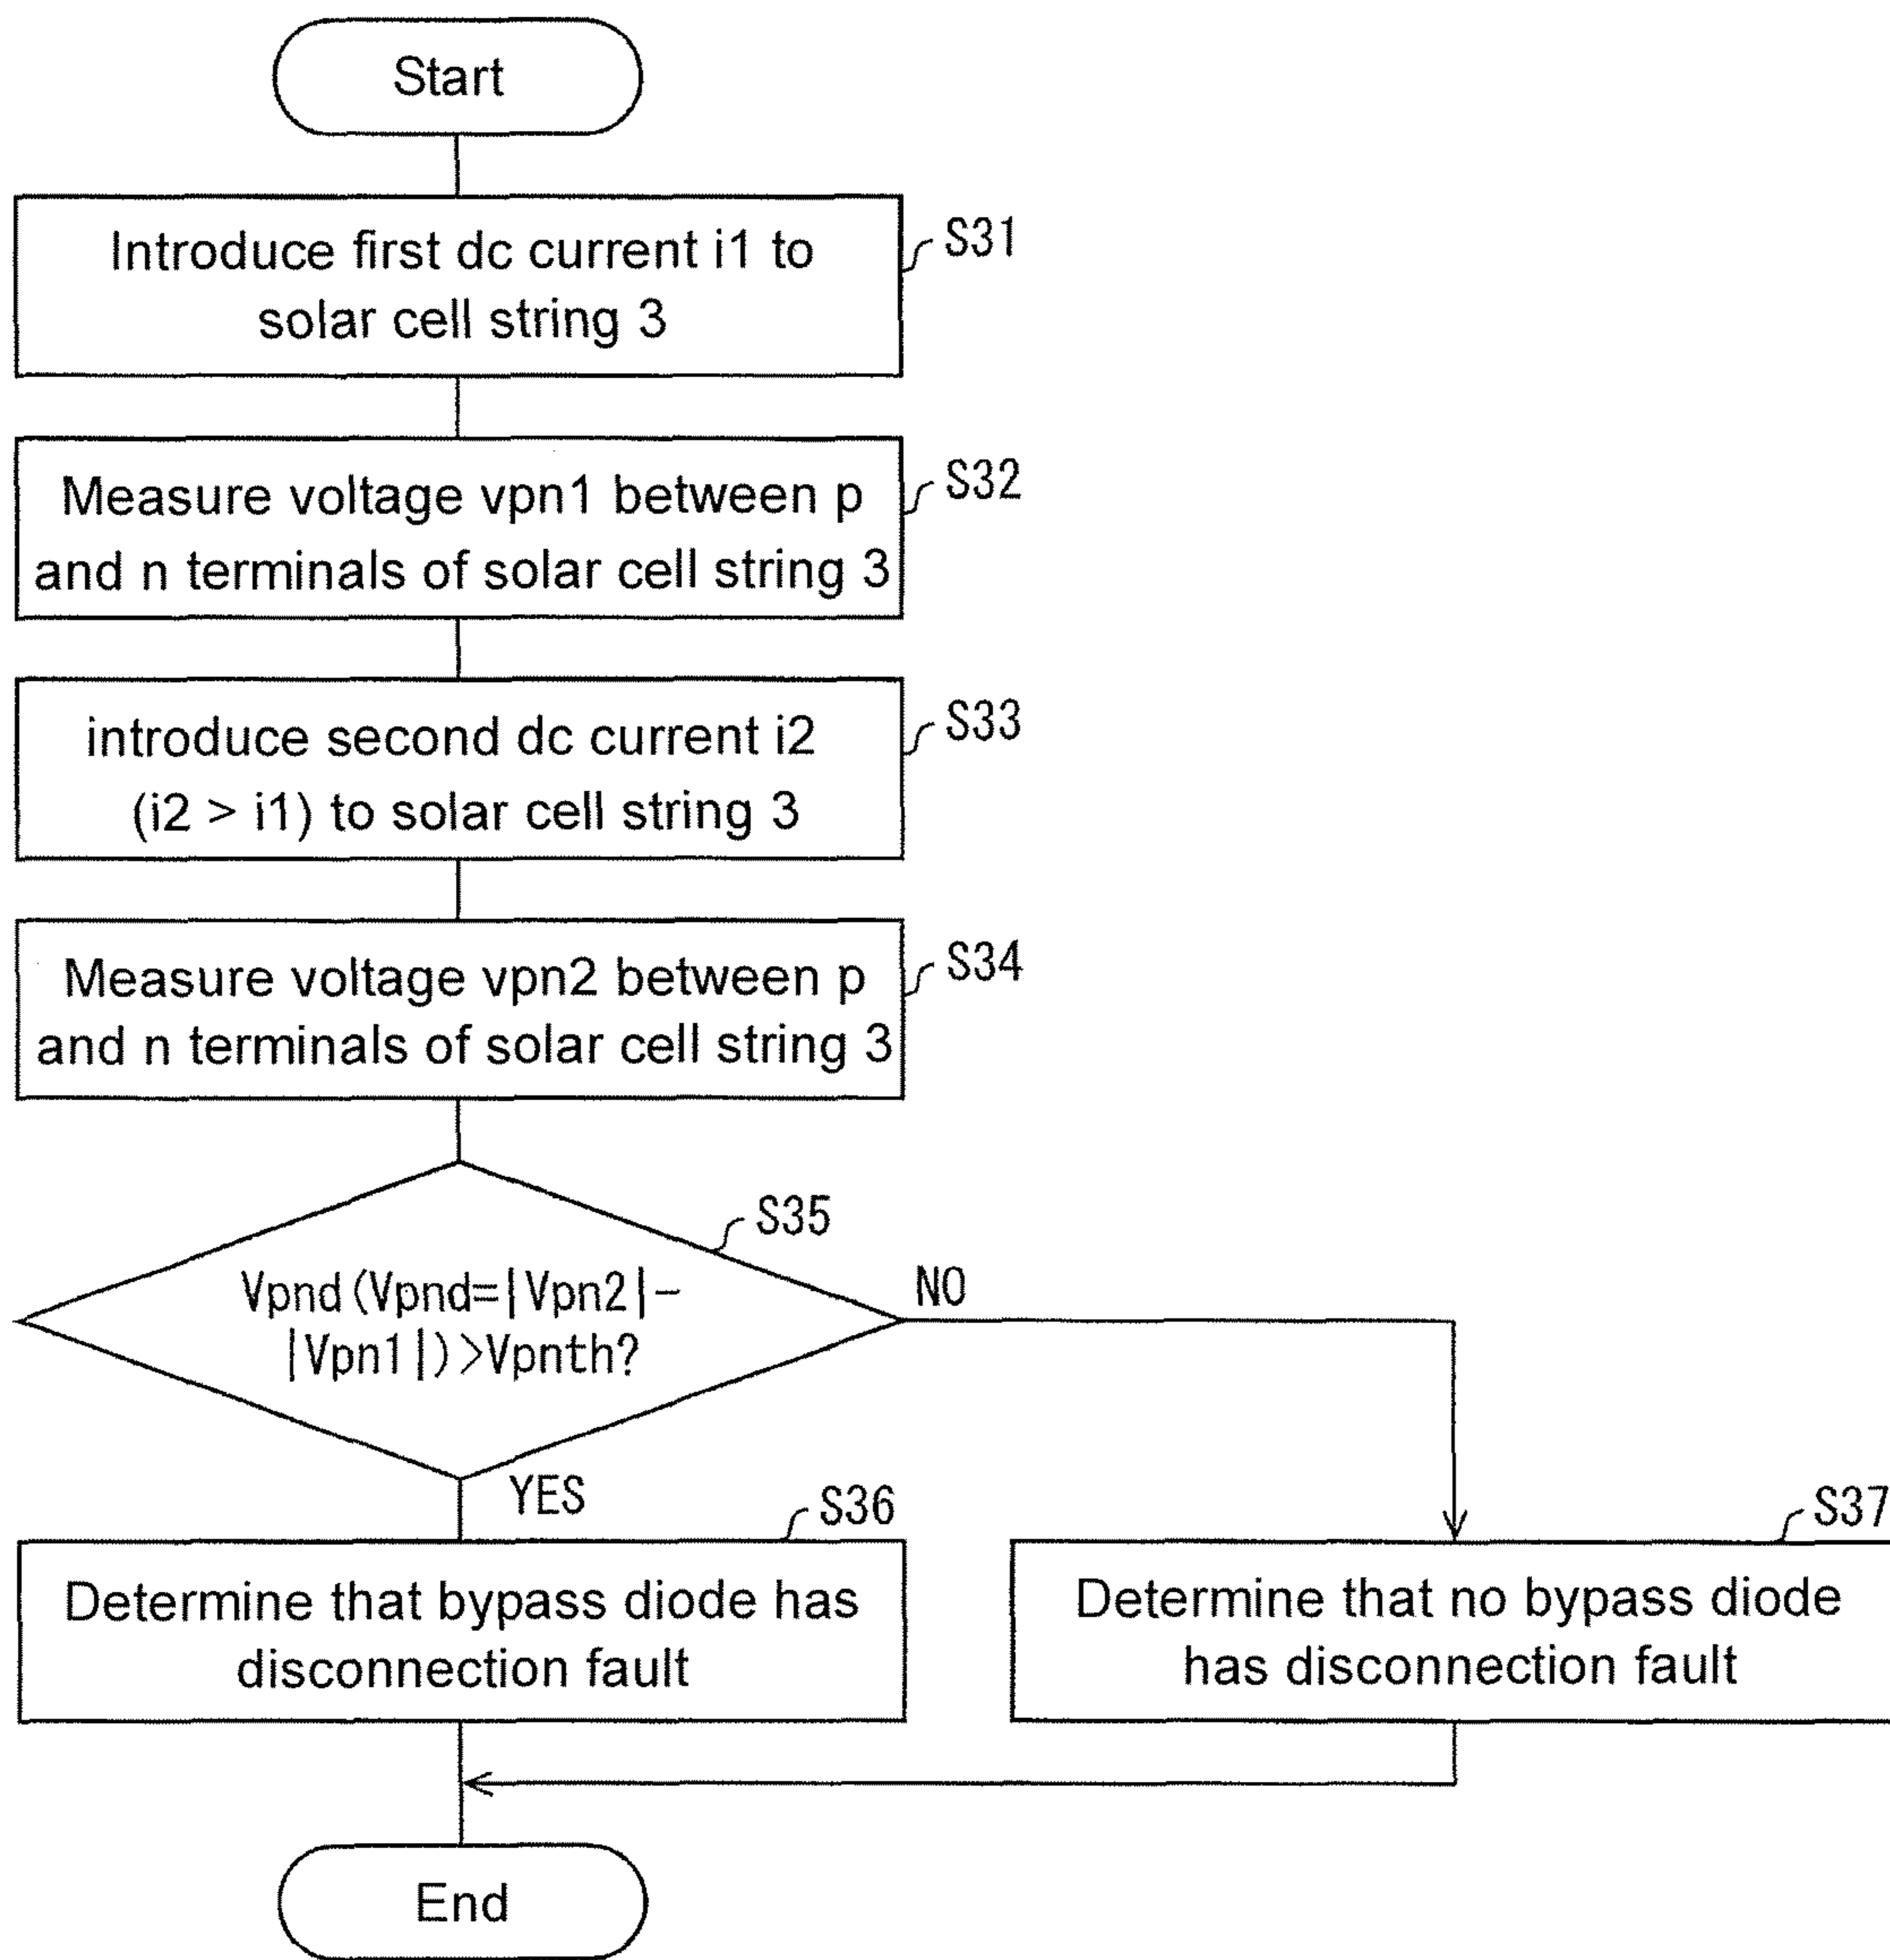 Start
Introduce first dc current i1 to
solar cell string 3
S31
Measure voltage vpn1 between p
and n terminals of solar cell string 3
S32
introduce second dc current i2
(i2 > i1) to solar cell string 3
S33
Measure voltage vpn2 between p
and n terminals of solar cell string 3
S34
S35
Vpnd(Vpnd=|Vpn2|-
|Vpn1|)>Vpnth?
NO
YES
S36
Determine that bypass diode has
disconnection fault
S37
Determine that no bypass diode
has disconnection fault
End